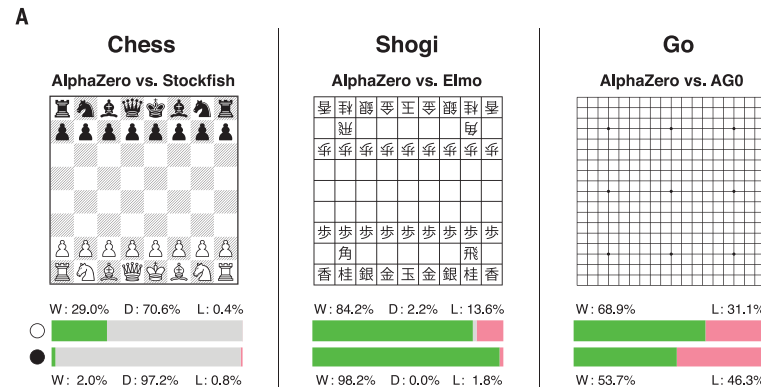 A
Chess
AlphaZero vs. Stockfish
W: 29.0% D: 70.6% L: 0.4%
W: 2.0% D: 97.2% L: 0.8%
Shogi
AlphaZero vs. Elmo
香桂銀金玉金銀桂香
飛角
歩歩歩歩歩歩歩歩歩
歩歩歩歩歩歩歩歩歩
角飛
香桂銀金玉金銀桂香
W: 84.2% D: 2.2% L: 13.6%
W: 98.2% D: 0.0% L: 1.8%
Go
AlphaZero vs. AG0
W: 68.9% L: 31.1%
W: 53.7% L: 46.3%